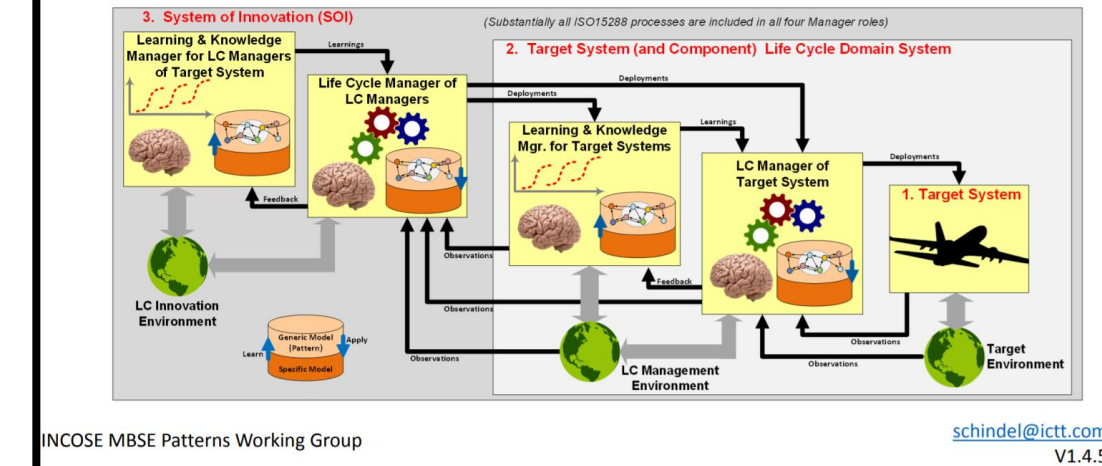 3. System of Innovation (SOI)
(Substantially all ISO15288 processes are included in all four Manager roles)
Learning & Knowledge
Manager for LC Managers
of Target System
Learnings
2. Target System (and Component) Life Cycle Domain System
Life Cycle Manager of
LC Managers
Deployments
Deployments
Learning & Knowledge
Mgr. for Target Systems
Learnings
LC Manager of
Target System
Deployments
1. Target System
Feedback
Observations
Feedback
LC Innovation
Environment
Observations
Generic Model
(Pattern)
Learn
Apply
Specific Model
Observations
LC Management
Environment
Observations
Observations
Target
Environment
INCOSE MBSE Patterns Working Group
schindel@ictt.com
V1.4.5